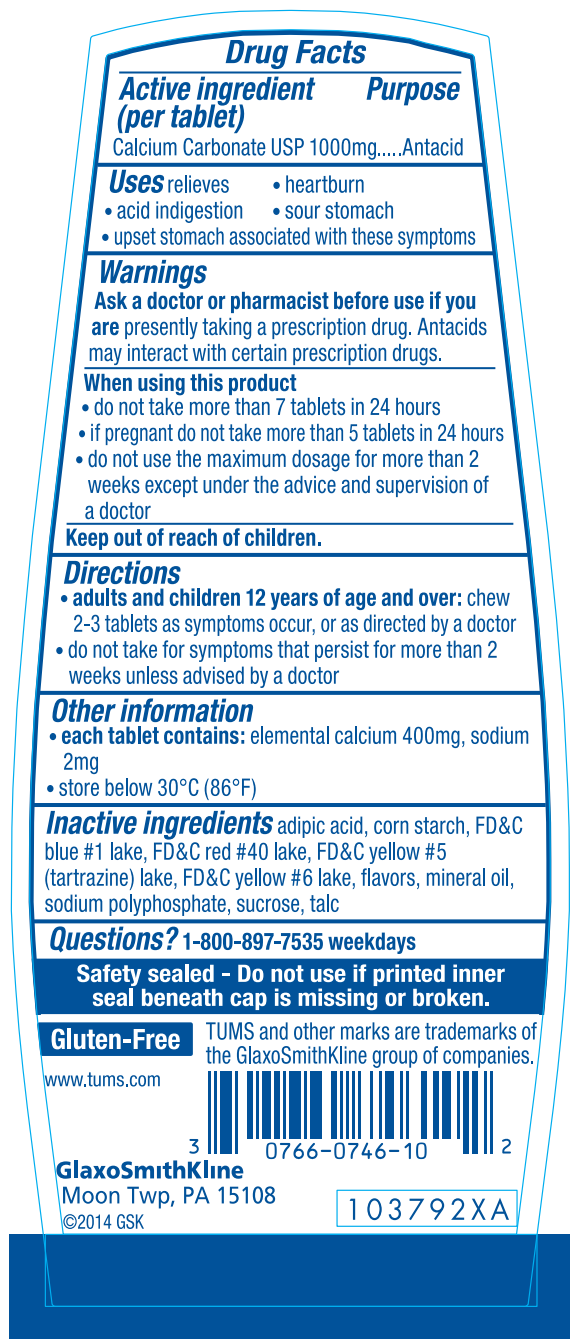 Drug Facts
Active ingredient Purpose
(per tablet)
Calcium Carbonate USP 1000mg.....Antacid
Uses relieves • heartburn
• acid indigestion • sour stomach
• upset stomach associated with these symptoms
Warnings
Ask a doctor or pharmacist before use if you
are presently taking a prescription drug. Antacids
may interact with certain prescription drugs.
When using this product
• do not take more than 7 tablets in 24 hours
• if pregnant do not take more than 5 tablets in 24 hours
• do not use the maximum dosage for more than 2
weeks except under the advice and supervision of
a doctor
Keep out of reach of children.
Directions
• adults and children 12 years of age and over: chew
2-3 tablets as symptoms occur, or as directed by a doctor
• do not take for symptoms that persist for more than 2
weeks unless advised by a doctor
Other information
• each tablet contains: elemental calcium 400mg, sodium
2mg
• store below 30°C (86°F)
Inactive ingredients adipic acid, corn starch, FD&C
blue #1 lake, FD&C red #40 lake, FD&C yellow #5
(tartrazine) lake, FD&C yellow #6 lake, flavors, mineral oil,
sodium polyphosphate, sucrose, talc
Questions? 1-800-897-7535 weekdays
Safety sealed - Do not use if printed inner
seal beneath cap is missing or broken.
Gluten-Free
TUMS and other marks are trademarks of
the GlaxoSmithKline group of companies.
www.tums.com
3 0766-0746-10 2
GlaxoSmithKline
Moon Twp, PA 15108
©2014 GSK
103792XA